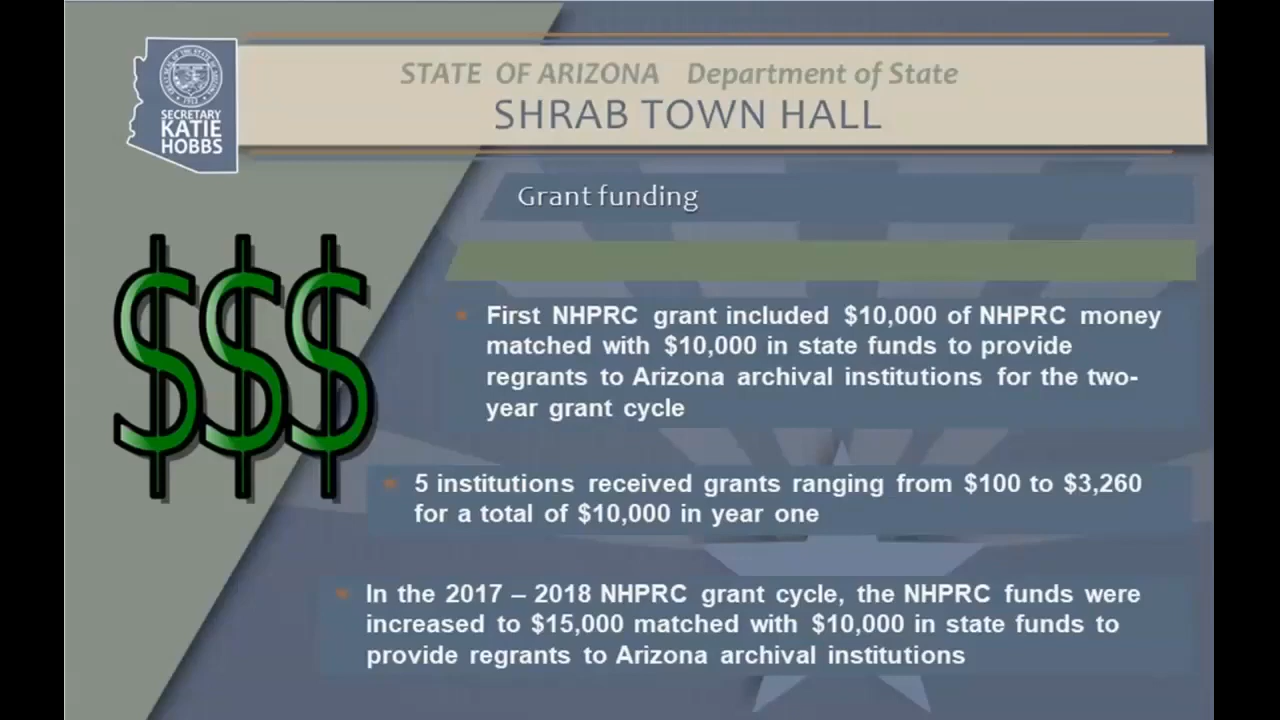 STATE OF ARIZONA Department of State
SHRAB TOWN HALL
SECRETARY
KATIE
HOBBS
Grant funding
$$$
First NHPRC grant included $10,000 of NHPRC money
matched with $10,000 in state funds to provide
regrants to Arizona archival institutions for the two-
year grant cycle
5 institutions received grants ranging from $100 to $3,260
for a total of $10,000 in year one
In the 2017 – 2018 NHPRC grant cycle, the NHPRC funds were
increased to $15,000 matched with $10,000 in state funds to
provide regrants to Arizona archival institutions